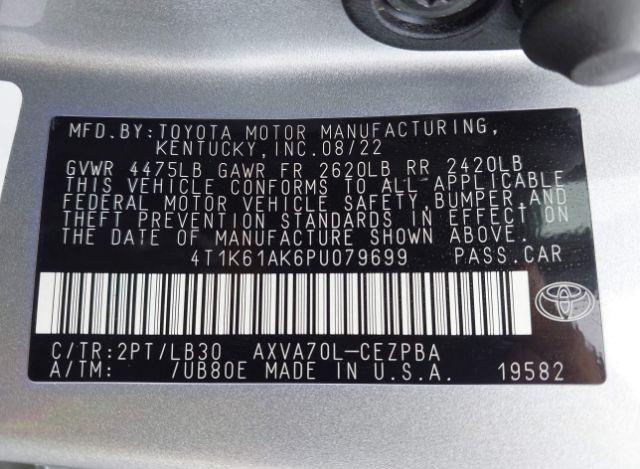 MFD.BY:TOYOTA MOTOR MANUFACTURING,
KENTUCKY,INC.08/22
GVWR 4475LB GAWR FR 2620LB RR 2420LB
THIS VEHICLE CONFORMS TO ALL APPLICABLE
FEDERAL MOTOR VEHICLE SAFETY,BUMPER,AND
THEFT PREVENTION STANDARDS IN EFFECT ON
THE DATE OF MANUFACTURE SHOWN ABOVE.
4T1K61AK6PU079699 PASS.CAR
C/TR:2PT/LB30 AXVA70L-CEZPBA
A/TM: /UB80E MADE IN U.S.A. 19582